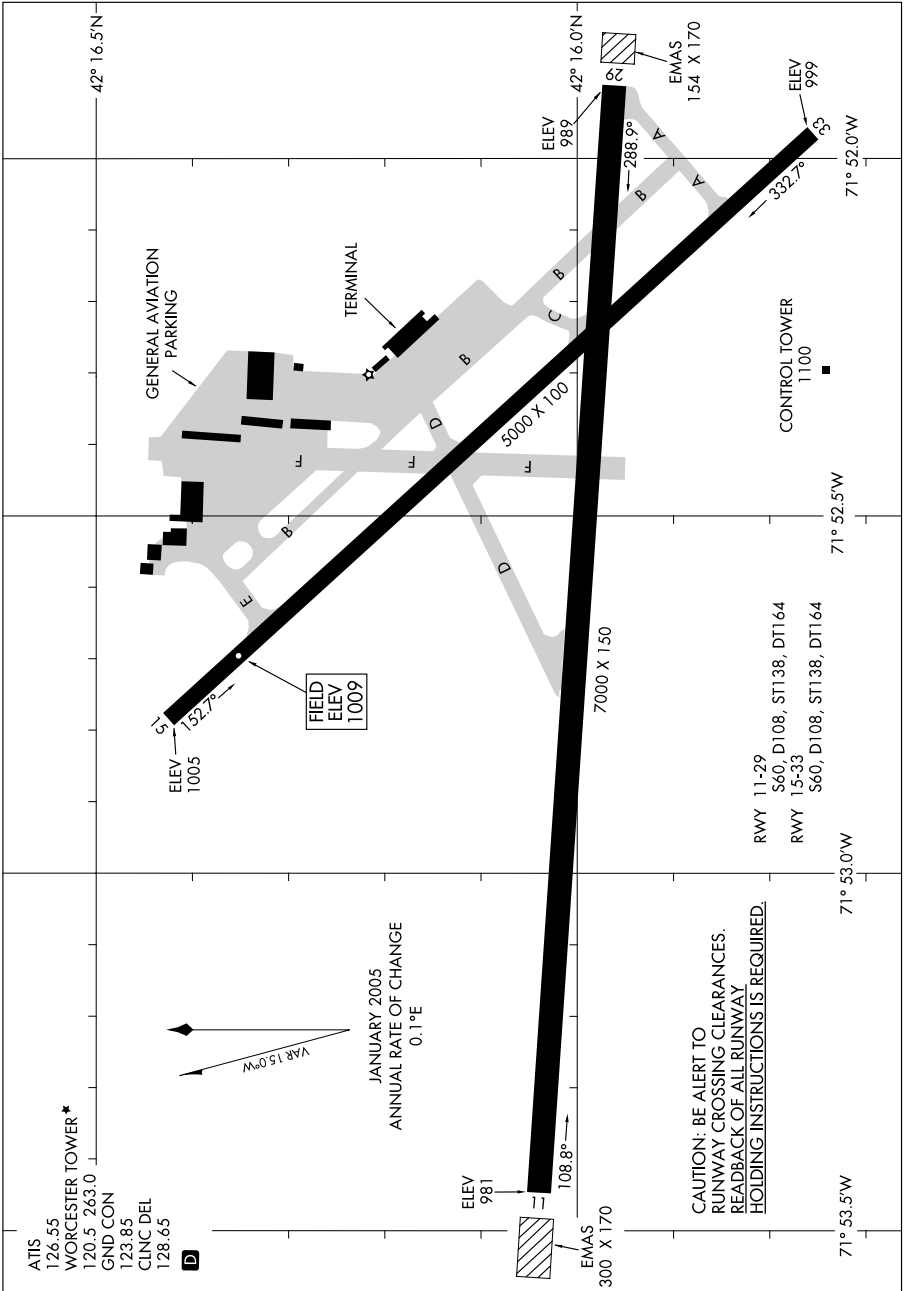 ATIS
126.55
WORCESTER TOWER★
120.5 263.0
GND CON
123.85
CLNC DEL
128.65
D
VAR 15.0°W
JANUARY 2005
ANNUAL RATE OF CHANGE
0.1°E
42° 16.5'N
42° 16.0'N
GENERAL AVIATION
PARKING
TERMINAL
15
152.7°
ELEV
1005
FIELD
ELEV
1009
E
B
F
F
F
D
D
B
C
B
B
A
A
5000 X 100
7000 X 150
ELEV
989
29
EMAS
154 X 170
288.9°
ELEV
999
33
332.7°
ELEV
981
11
108.8°
EMAS
300 X 170
CONTROL TOWER
1100
RWY 11-29
S60, D108, ST138, DT164
RWY 15-33
S60, D108, ST138, DT164
CAUTION: BE ALERT TO
RUNWAY CROSSING CLEARANCES.
READBACK OF ALL RUNWAY
HOLDING INSTRUCTIONS IS REQUIRED.
71° 53.5'W
71° 53.0'W
71° 52.5'W
71° 52.0'W